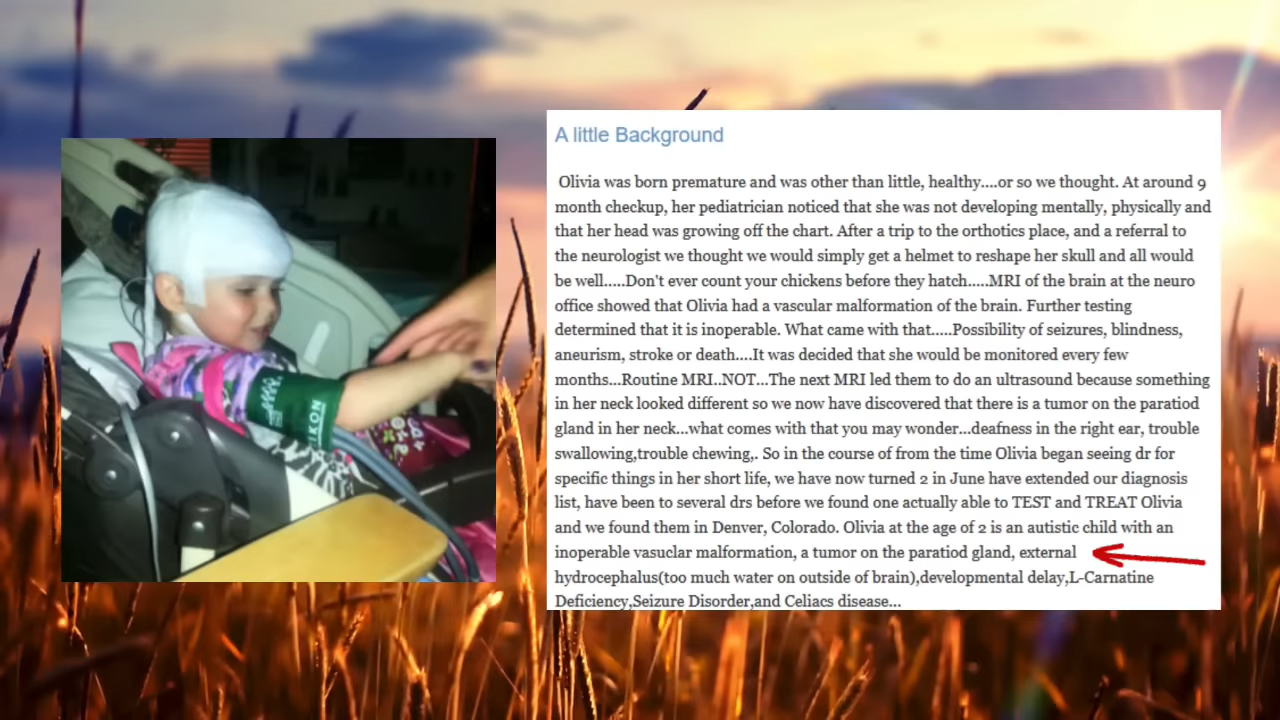 A little Background
Olivia was born premature and was other than little, healthy....or so we thought. At around 9
month checkup, her pediatrician noticed that she was not developing mentally, physically and
that her head was growing off the chart. After a trip to the orthotics place, and a referral to
the neurologist we thought we would simply get a helmet to reshape her skull and all would
be well.....Don't ever count your chickens before they hatch.....MRI of the brain at the neuro
office showed that Olivia had a vascular malformation of the brain. Further testing
determined that it is inoperable. What came with that.....Possibility of seizures, blindness,
aneurism, stroke or death....It was decided that she would be monitored every few
months...Routine MRI..NOT...The next MRI led them to do an ultrasound because something
in her neck looked different so we now have discovered that there is a tumor on the paratiod
gland in her neck...what comes with that you may wonder...deafness in the right ear, trouble
swallowing,trouble chewing,. So in the course of from the time Olivia began seeing dr for
specific things in her short life, we have now turned 2 in June have extended our diagnosis
list, have been to several drs before we found one actually able to TEST and TREAT Olivia
and we found them in Denver, Colorado. Olivia at the age of 2 is an autistic child with an
inoperable vasuclar malformation, a tumor on the paratiod gland, external
hydrocephalus(too much water on outside of brain),developmental delay,L-Carnatine
Deficiency,Seizure Disorder,and Celiacs disease...